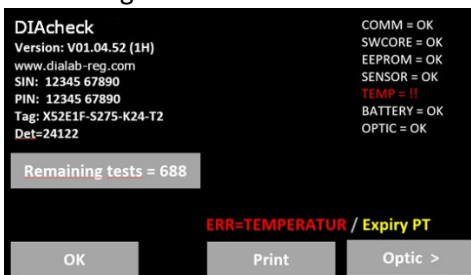 DIAcheck
Version: V01.04.52 (1H)
www.dialab-reg.com
SIN: 12345 67890
PIN: 12345 67890
Tag: X52E1F-S275-K24-T2
Det=24122
COMM = OK
SWCORE = OK
EEPROM = OK
SENSOR = OK
TEMP = !!
BATTERY = OK
OPTIC = OK
Remaining tests = 688
ERR=TEMPERATUR / Expiry PT
OK
Print
Optic >